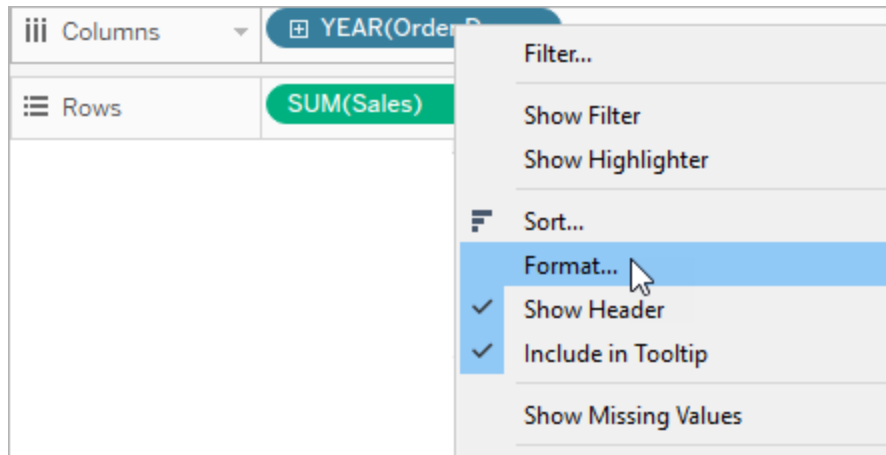 Columns
YEAR(Order
Rows
SUM(Sales)
Filter...
Show Filter
Show Highlighter
Sort...
Format...
Show Header
Include in Tooltip
Show Missing Values